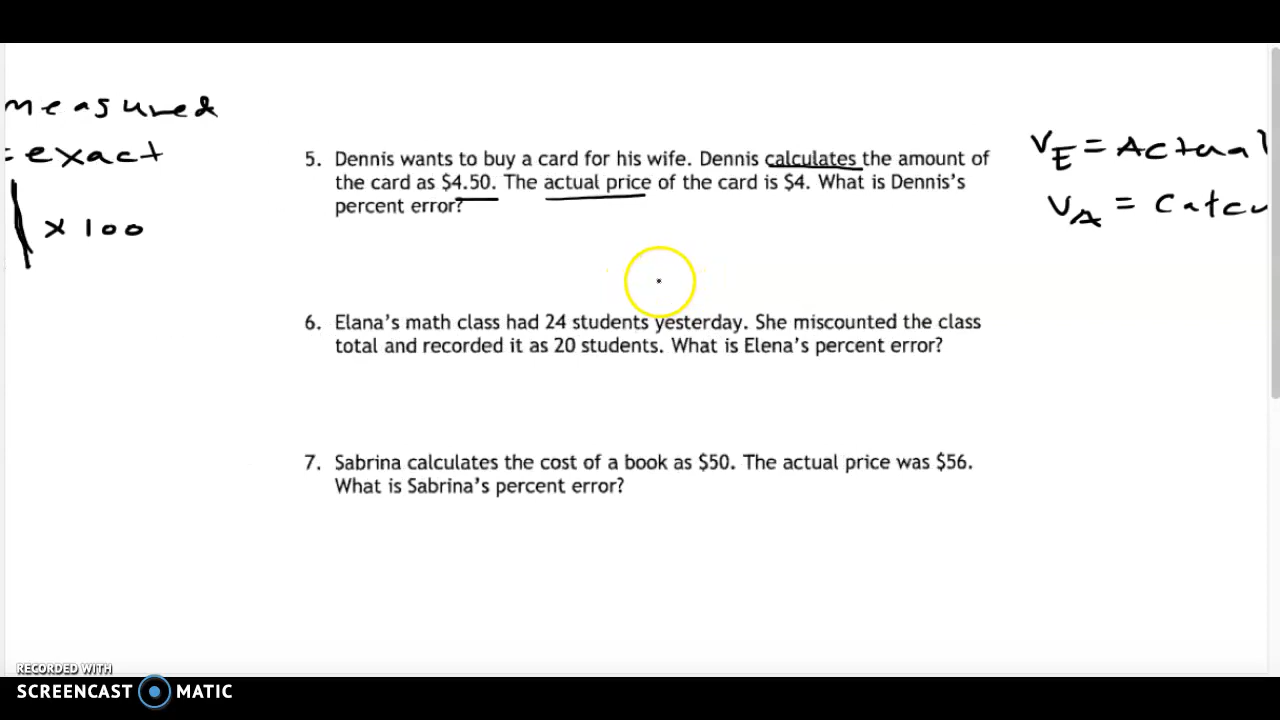 measured
= exact
| x 100
5. Dennis wants to buy a card for his wife. Dennis calculates the amount of
the card as $4.50. The actual price of the card is $4. What is Dennis's
percent error?
VE = Actual
VA = Calcu
6. Elana's math class had 24 students yesterday. She miscounted the class
total and recorded it as 20 students. What is Elena's percent error?
7. Sabrina calculates the cost of a book as $50. The actual price was $56.
What is Sabrina's percent error?
RECORDED WITH
SCREENCAST MATIC